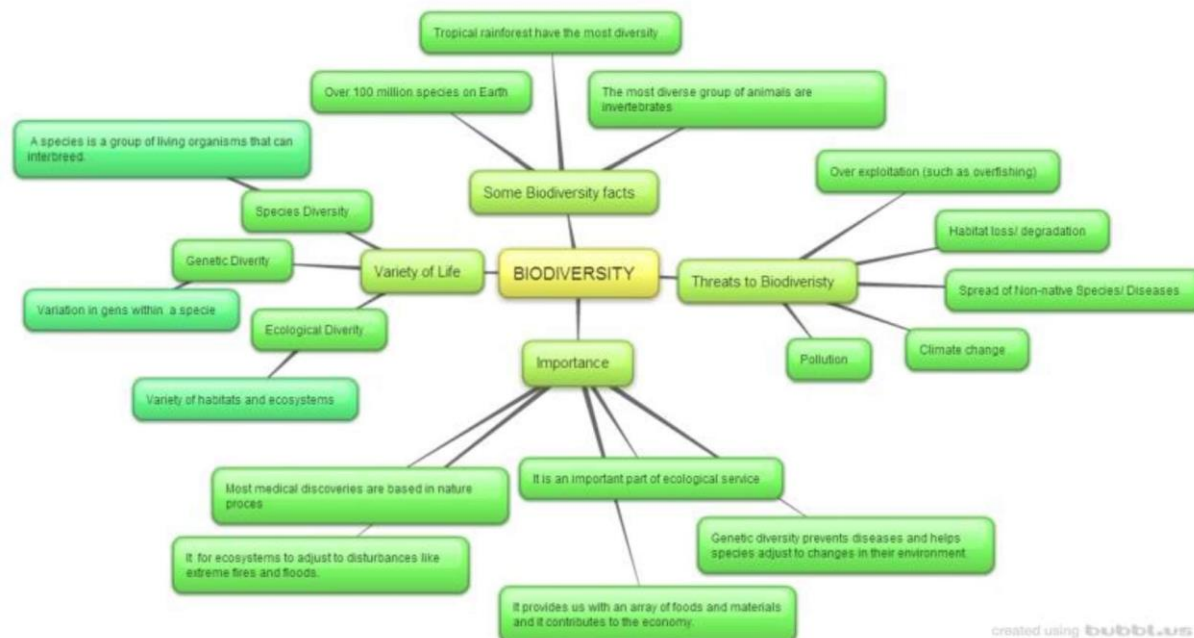 Tropical rainforest have the most diversity
Over 100 million species on Earth
The most diverse group of animals are
invertebrates
A species is a group of living organisms that can
interbreed.
Over exploitation (such as overfishing)
Some Biodiversity facts
Species Diversity
Habitat loss/ degradation
Genetic Diverity
Variety of Life
BIODIVERSITY
Threats to Biodiveristy
Spread of Non-native Species/ Diseases
Variation in gens within a specie
Ecological Diverity
Pollution
Climate change
Importance
Variety of habitats and ecosystems
Most medical discoveries are based in nature
proces
It is an important part of ecological service
It for ecosystems to adjust to disturbances like
extreme fires and floods.
Genetic diversity prevents diseases and helps
species adjust to changes in their environment.
It provides us with an array of foods and materials
and it contributes to the economy.
created using bubbl.us